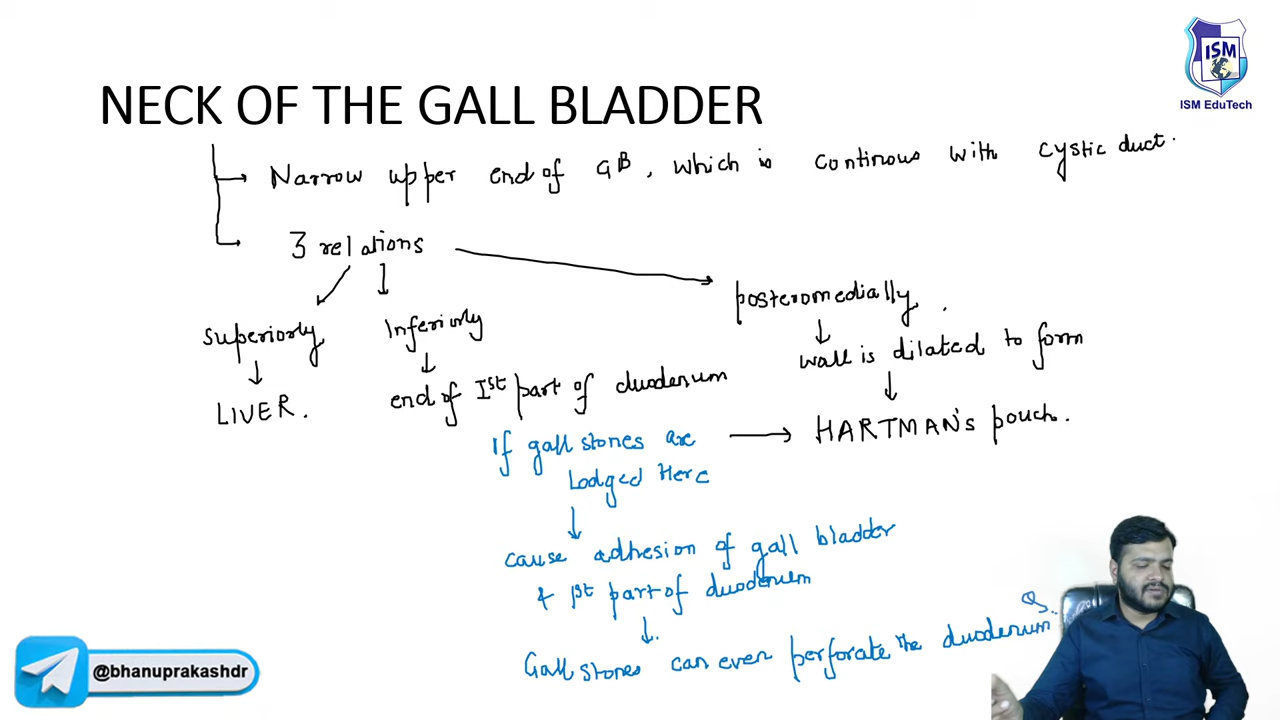 ISM
ISM EduTech
NECK OF THE GALL BLADDER
Narrow upper end of GB, which is continous with cystic duct.
3 relations
Superiorly
Inferiorly
posteromedially
LIVER.
end of Ist part of duodenum
wall is dilated to form
HARTMAN's pouch.
If gall stones are
Lodged Here
cause adhesion of gall bladder
& 1st part of duodenum
Gall stones can even perforate the duodenum
@bhanuprakashdr